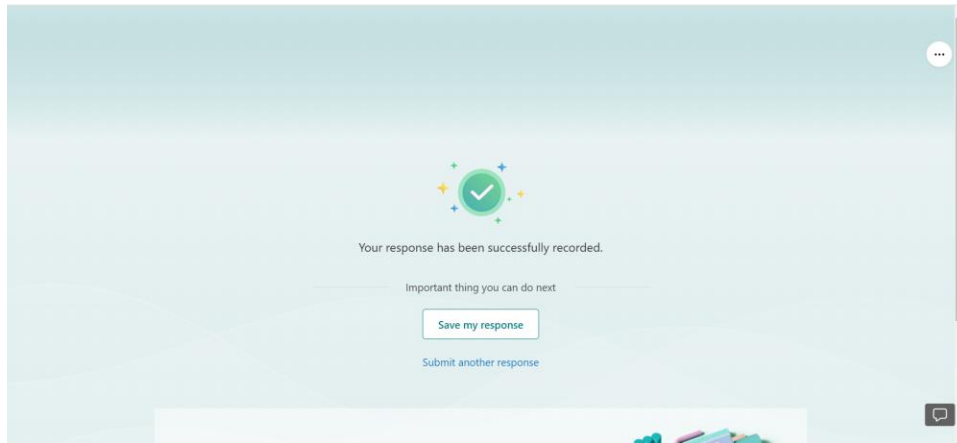 Your response has been successfully recorded.
Important thing you can do next
Save my response
Submit another response